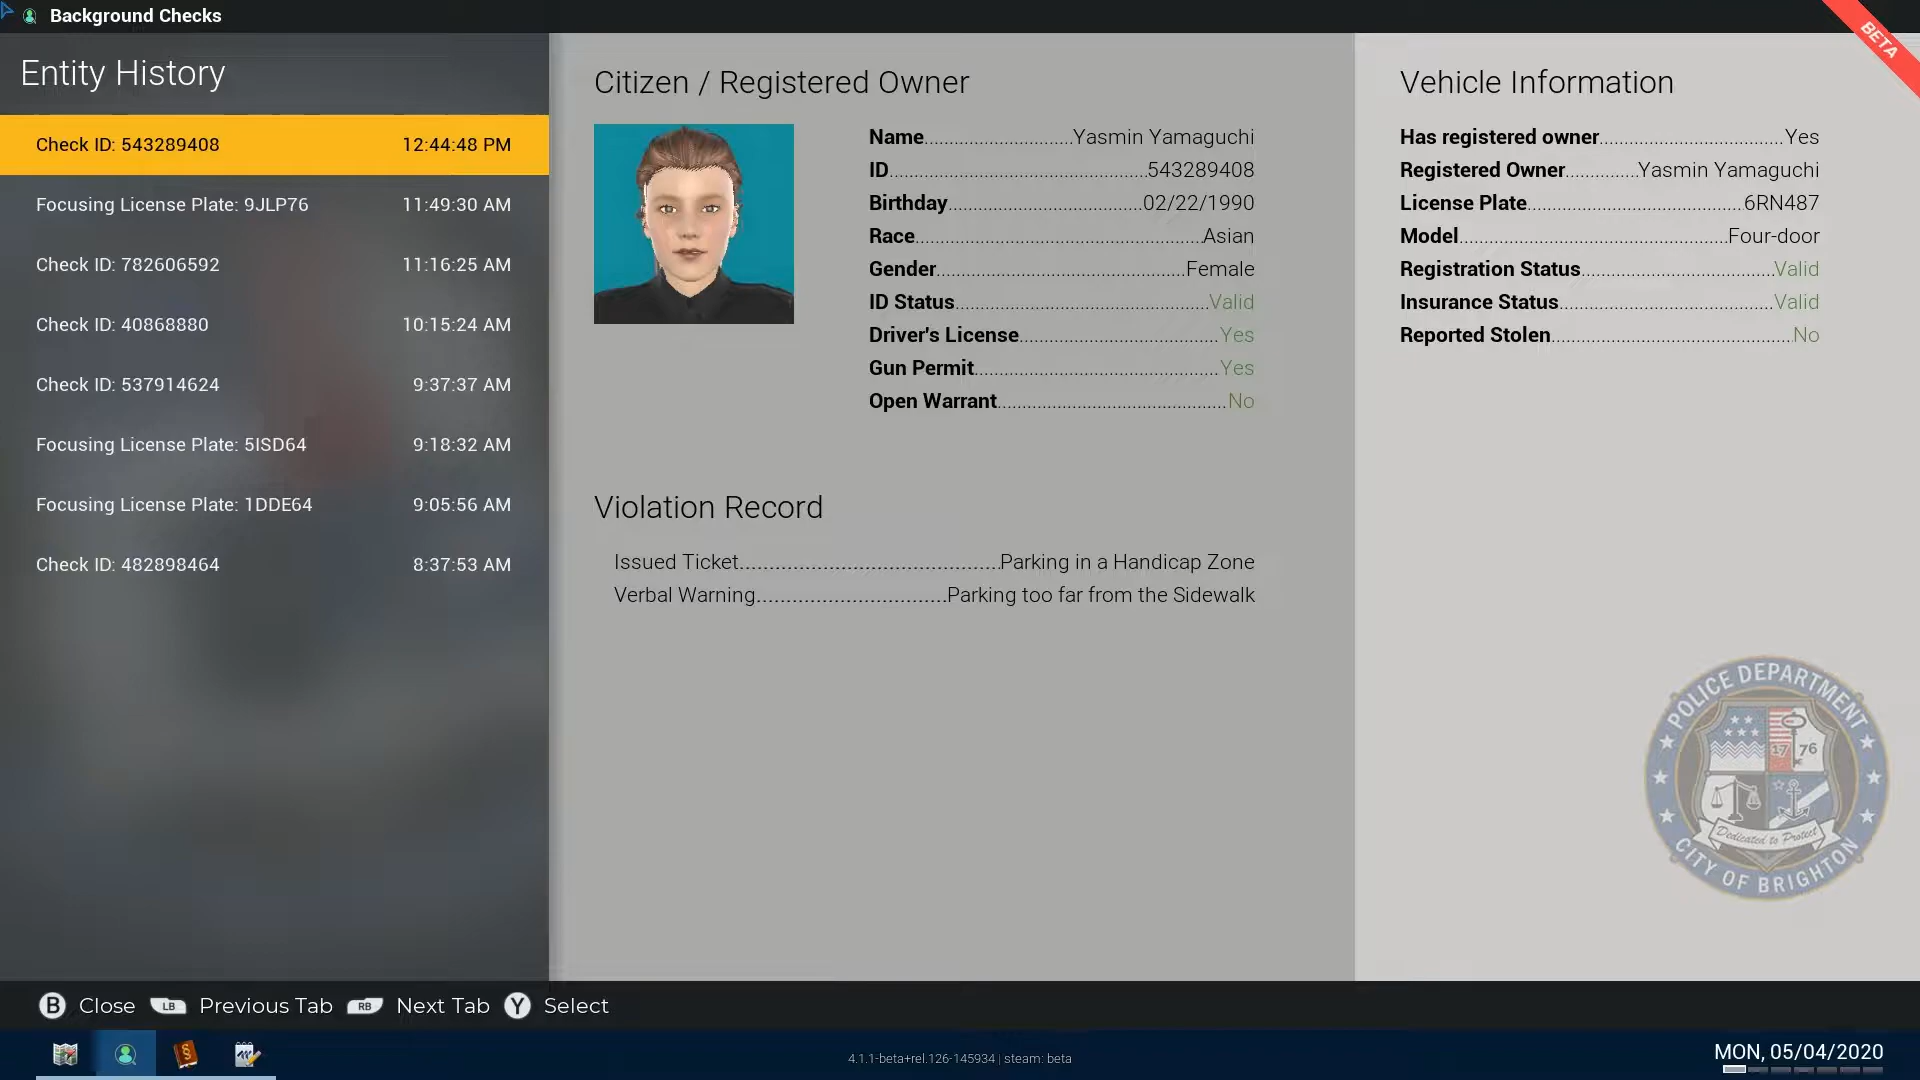 Background Checks
BETA
Entity History
Check ID: 543289408 12:44:48 PM
Focusing License Plate: 9JLP76 11:49:30 AM
Check ID: 782606592 11:16:25 AM
Check ID: 40868880 10:15:24 AM
Check ID: 537914624 9:37:37 AM
Focusing License Plate: 5ISD64 9:18:32 AM
Focusing License Plate: 1DDE64 9:05:56 AM
Check ID: 482898464 8:37:53 AM
Citizen / Registered Owner
Name Yasmin Yamaguchi
ID 543289408
Birthday 02/22/1990
Race Asian
Gender Female
ID Status Valid
Driver's License Yes
Gun Permit Yes
Open Warrant No
Violation Record
Issued Ticket Parking in a Handicap Zone
Verbal Warning Parking too far from the Sidewalk
Vehicle Information
Has registered owner Yes
Registered Owner Yasmin Yamaguchi
License Plate 6RN487
Model Four-door
Registration Status Valid
Insurance Status Valid
Reported Stolen No
POLICE DEPARTMENT
17 76
Dedicated to Protect
CITY OF BRIGHTON
B Close LB Previous Tab RB Next Tab Y Select
§
4.1.1-beta+rel.126-145934 | steam: beta
MON, 05/04/2020